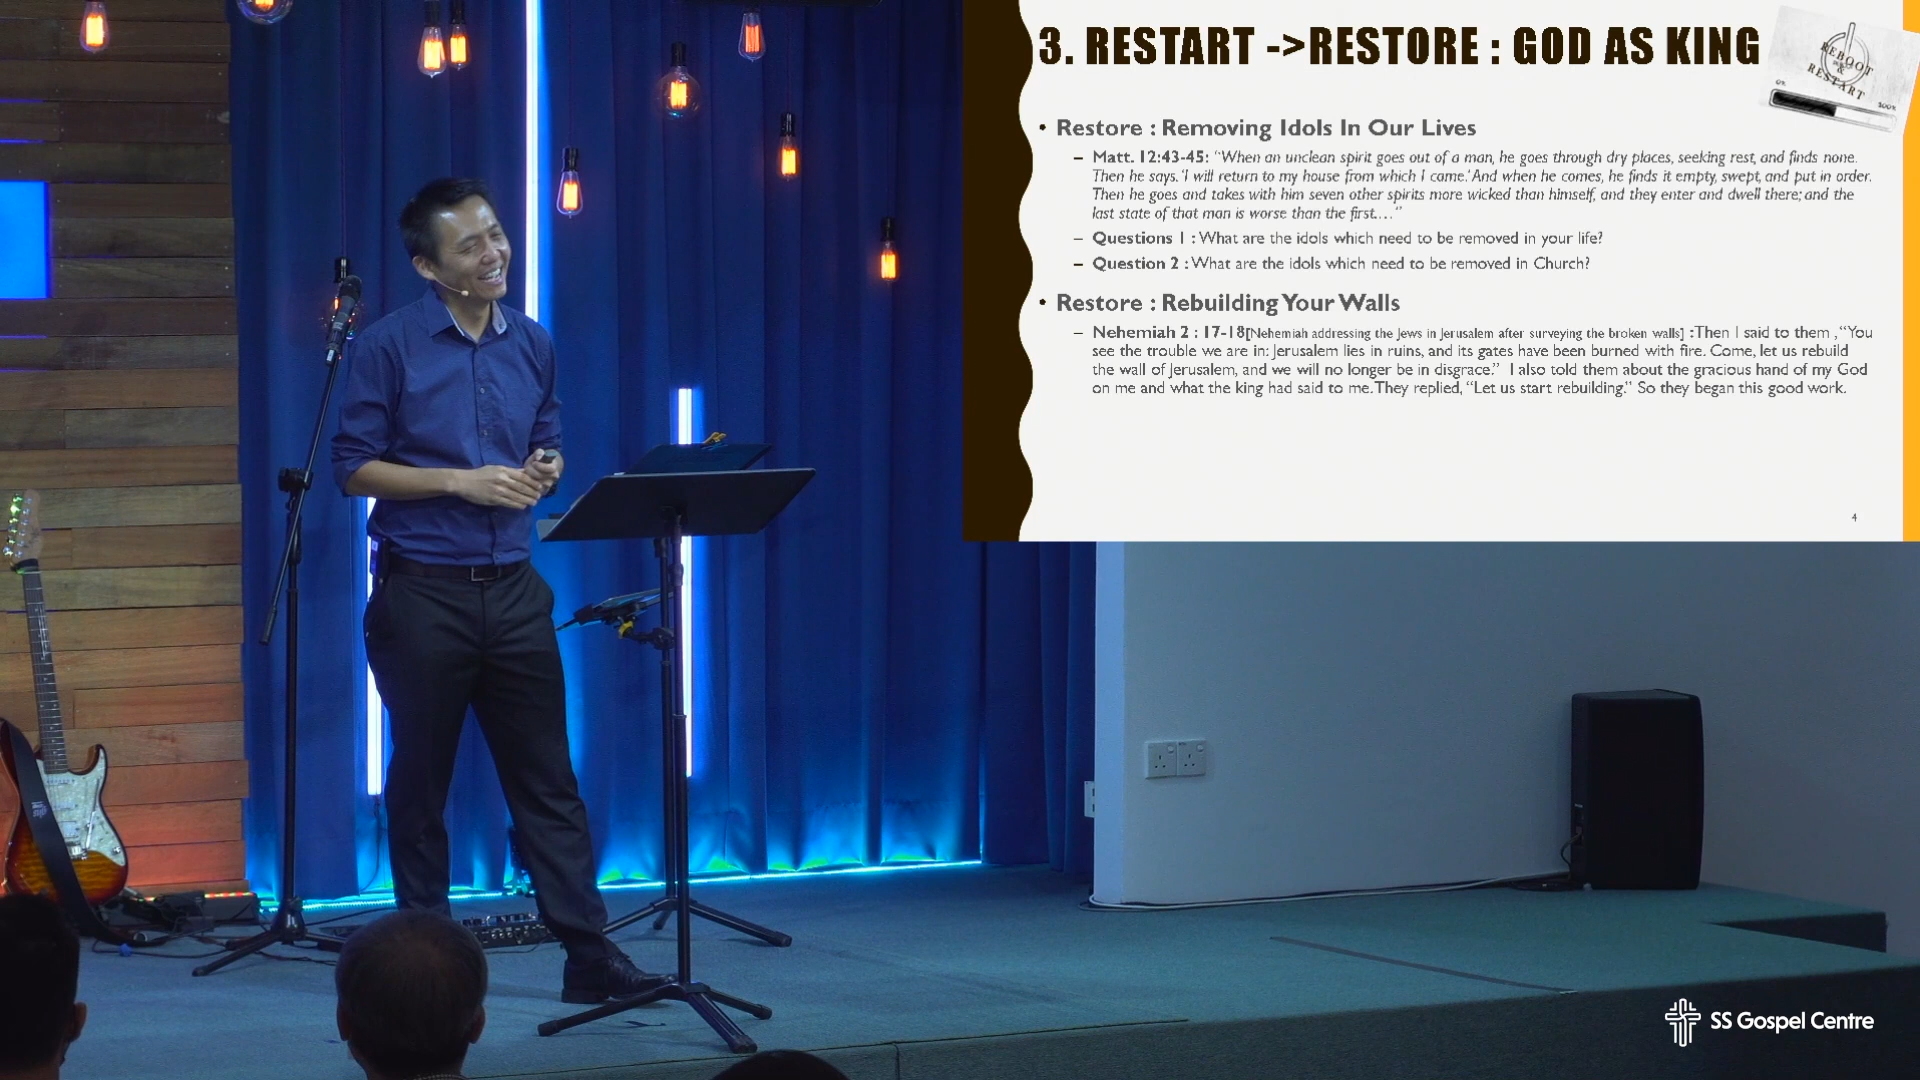 3. RESTART ->RESTORE : GOD AS KING
REBOOT
&
RESTART
0%
100%
• Restore : Removing Idols In Our Lives
– Matt. 12:43-45: "When an unclean spirit goes out of a man, he goes through dry places, seeking rest, and finds none.
Then he says. 'I will return to my house from which I came.' And when he comes, he finds it empty, swept, and put in order.
Then he goes and takes with him seven other spirits more wicked than himself, and they enter and dwell there; and the
last state of that man is worse than the first…."
– Questions 1 : What are the idols which need to be removed in your life?
– Question 2 : What are the idols which need to be removed in Church?
• Restore : Rebuilding Your Walls
– Nehemiah 2 : 17-18[Nehemiah addressing the Jews in Jerusalem after surveying the broken walls] :Then I said to them , "You
see the trouble we are in: Jerusalem lies in ruins, and its gates have been burned with fire. Come, let us rebuild
the wall of Jerusalem, and we will no longer be in disgrace." I also told them about the gracious hand of my God
on me and what the king had said to me. They replied, "Let us start rebuilding." So they began this good work.
4
SS Gospel Centre